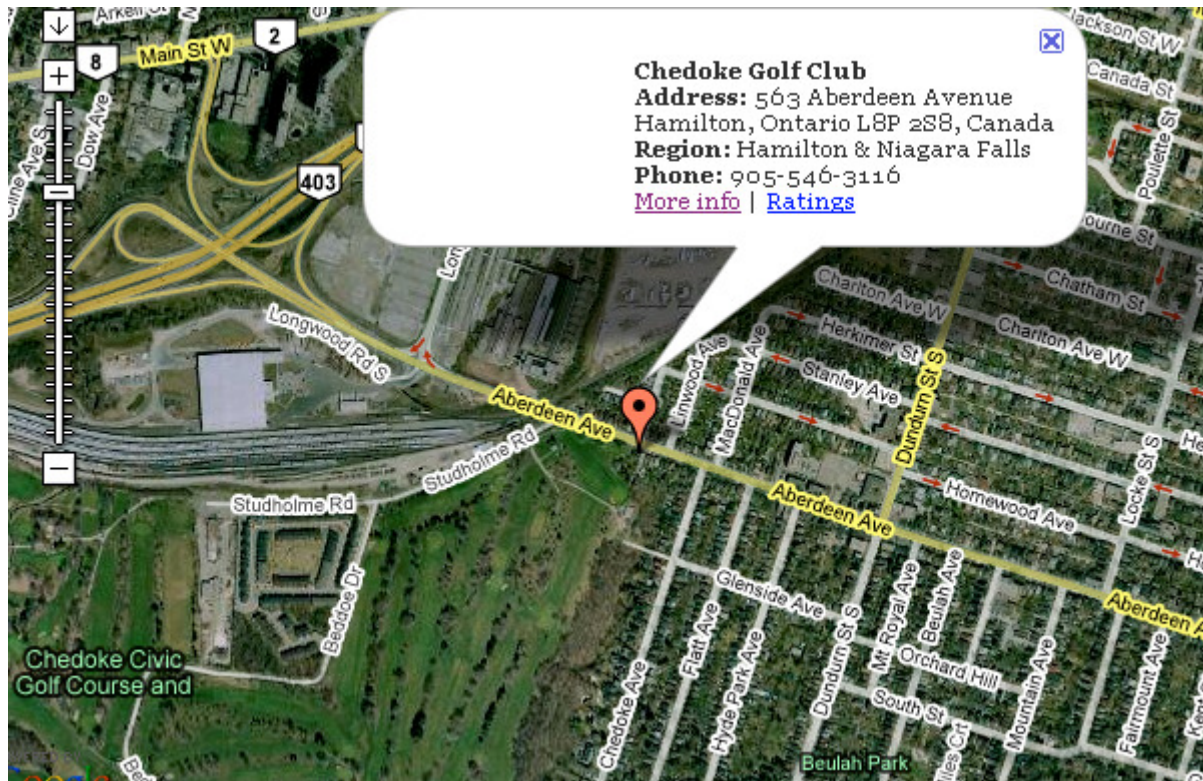 Arkell St
Main St W
8
2
403
Dow Ave
Chedoke Golf Club
Address: 563 Aberdeen Avenue
Hamilton, Ontario L8P 2S8, Canada
Region: Hamilton & Niagara Falls
Phone: 905-546-3116
More info | Ratings
Jackson St W
Canada St
Poulette St
Chatham St
Charlton Ave W
Charlton Ave W
Herkimer St
Stanley Ave
Linwood Ave
MacDonald Ave
Dundurn St S
Locke St S
Longwood Rd S
Aberdeen Ave
Studholme Rd
Studholme Rd
Aberdeen Ave
Homewood Ave
Beddoe Dr
Glenside Ave
Aberdeen A
Chedoke Civic
Golf Course and
Chedoke Ave
Flatt Ave
Hyde Park Ave
Dundurn St S
Mt Royal Ave
Beulah Ave
Orchard Hill
South St
Mountain Ave
Fairmount Ave
Beulah Park